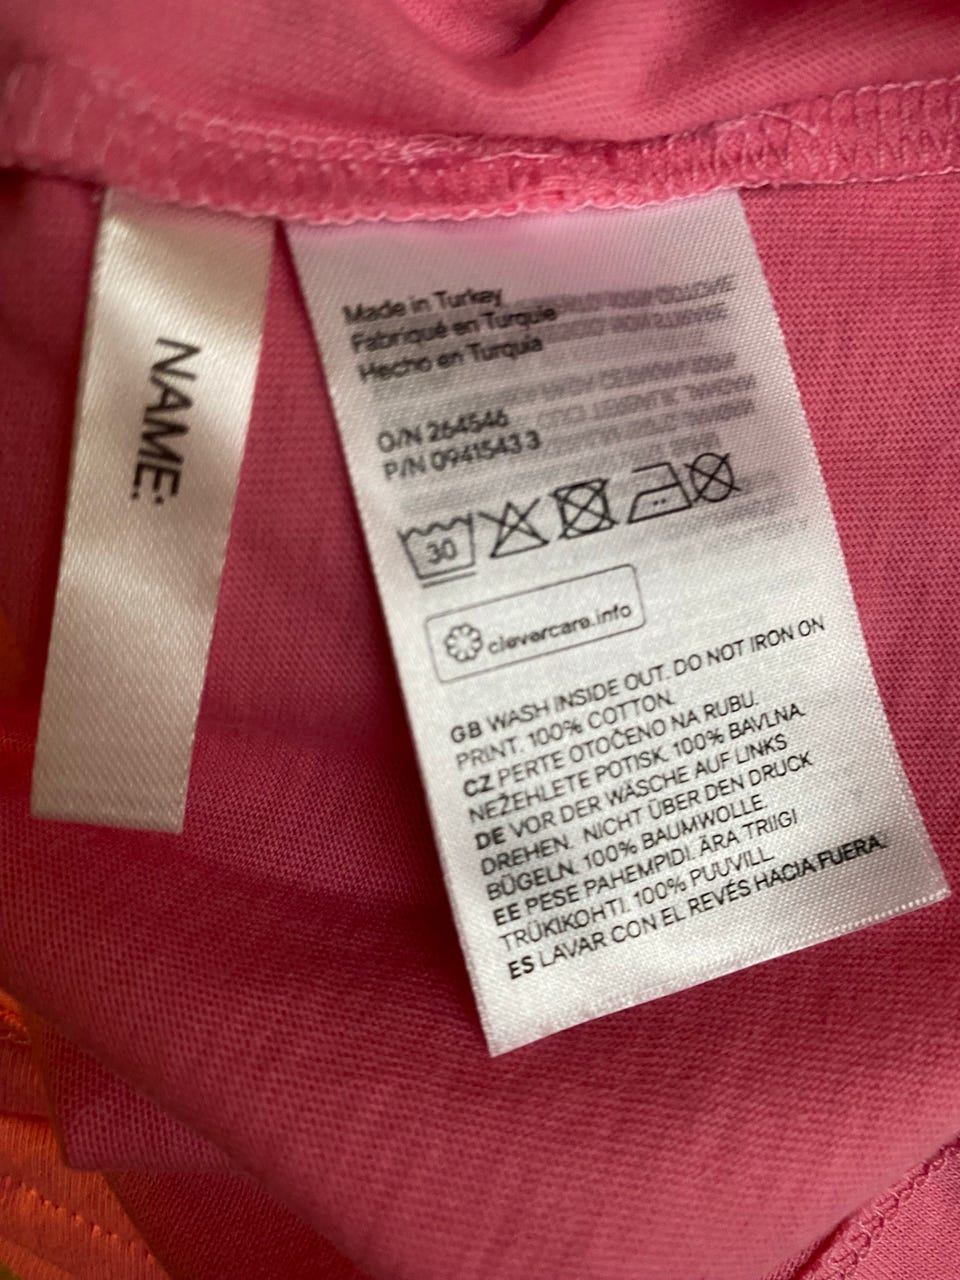 NAME:
Made in Turkey
Fabriqué en Turquie
Hecho en Turquía
O/N 264546
P/N 0941543 3
30
clevercare.info
GB WASH INSIDE OUT. DO NOT IRON ON
PRINT. 100% COTTON.
CZ PERTE OTOČENO NA RUBU.
NEŽEHLETE POTISK. 100% BAVLNA.
DE VOR DER WÄSCHE AUF LINKS
DREHEN. NICHT ÜBER DEN DRUCK
BÜGELN. 100% BAUMWOLLE.
EE PESE PAHEMPIDI. ÄRA TRIIGI
TRÜKIKOHTI. 100% PUUVILL.
ES LAVAR CON EL REVÉS HACIA FUERA.